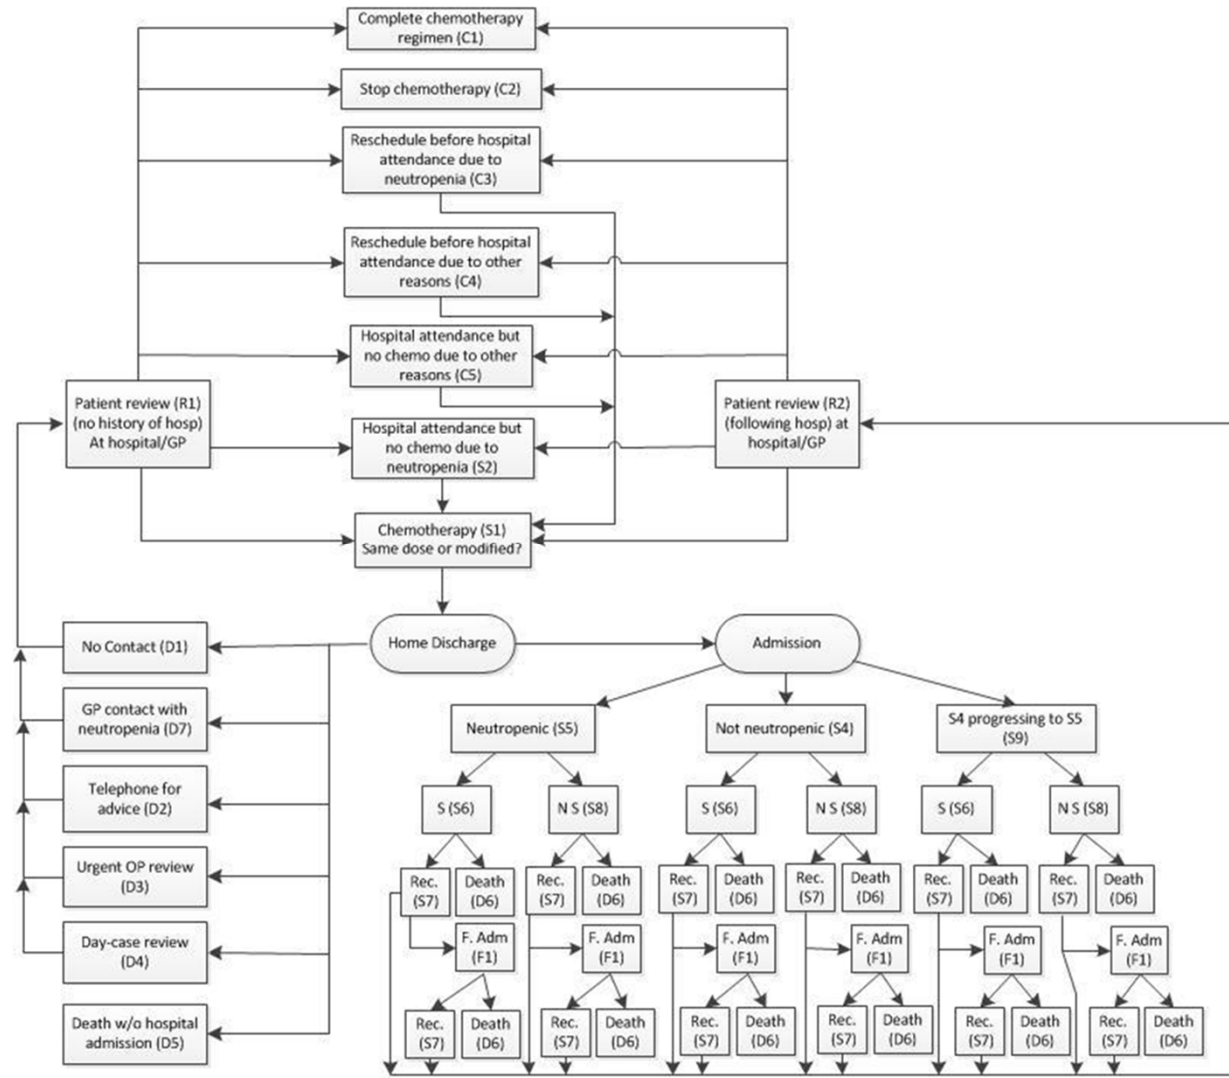 Complete chemotherapy
regimen (C1)
Stop chemotherapy (C2)
Reschedule before hospital
attendance due to
neutropenia (C3)
Reschedule before hospital
attendance due to other
reasons (C4)
Hospital attendance but
no chemo due to other
reasons (C5)
Patient review (R1)
(no history of hosp)
At hospital/GP
Patient review (R2)
(following hosp) at
hospital/GP
Hospital attendance but
no chemo due to
neutropenia (S2)
Chemotherapy (S1)
Same dose or modified?
Home Discharge
Admission
No Contact (D1)
GP contact with
neutropenia (D7)
Telephone for
advice (D2)
Urgent OP review
(D3)
Day-case review
(D4)
Death w/o hospital
admission (D5)
Neutropenic (S5)
Not neutropenic (S4)
S4 progressing to S5
(S9)
S (S6)
N S (S8)
S (S6)
N S (S8)
S (S6)
N S (S8)
Rec.
(S7)
Death
(D6)
Rec.
(S7)
Death
(D6)
Rec.
(S7)
Death
(D6)
Rec.
(S7)
Death
(D6)
Rec.
(S7)
Death
(D6)
Rec.
(S7)
Death
(D6)
F. Adm
(F1)
F. Adm
(F1)
F. Adm
(F1)
F. Adm
(F1)
F. Adm
(F1)
F. Adm
(F1)
Rec.
(S7)
Death
(D6)
Rec.
(S7)
Death
(D6)
Rec.
(S7)
Death
(D6)
Rec.
(S7)
Death
(D6)
Rec.
(S7)
Death
(D6)
Rec.
(S7)
Death
(D6)